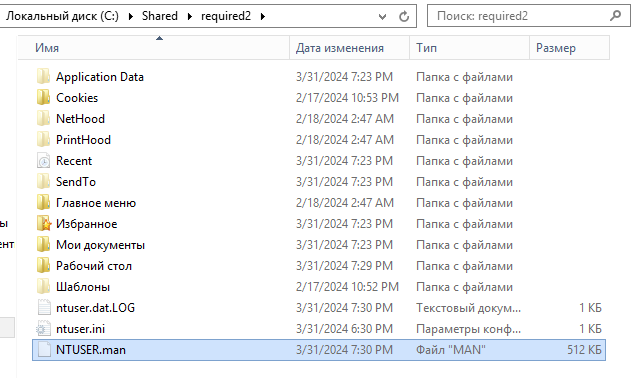 Локальный диск (C:) Shared required2 Поиск: required2
Имя Дата изменения Тип Размер
Application Data 3/31/2024 7:23 PM Папка с файлами
Cookies 2/17/2024 10:53 PM Папка с файлами
NetHood 2/18/2024 2:47 AM Папка с файлами
PrintHood 2/18/2024 2:47 AM Папка с файлами
Recent 3/31/2024 7:23 PM Папка с файлами
SendTo 3/31/2024 7:23 PM Папка с файлами
Главное меню 2/18/2024 2:47 AM Папка с файлами
ы Избранное 3/31/2024 7:23 PM Папка с файлами
ент Мои документы 3/31/2024 7:23 PM Папка с файлами
Рабочий стол 3/31/2024 7:29 PM Папка с файлами
Шаблоны 2/17/2024 10:52 PM Папка с файлами
ntuser.dat.LOG 3/31/2024 7:30 PM Текстовый докум... 1 КБ
ntuser.ini 3/31/2024 6:30 PM Параметры конф... 1 КБ
NTUSER.man 3/31/2024 7:30 PM Файл "MAN" 512 КБ